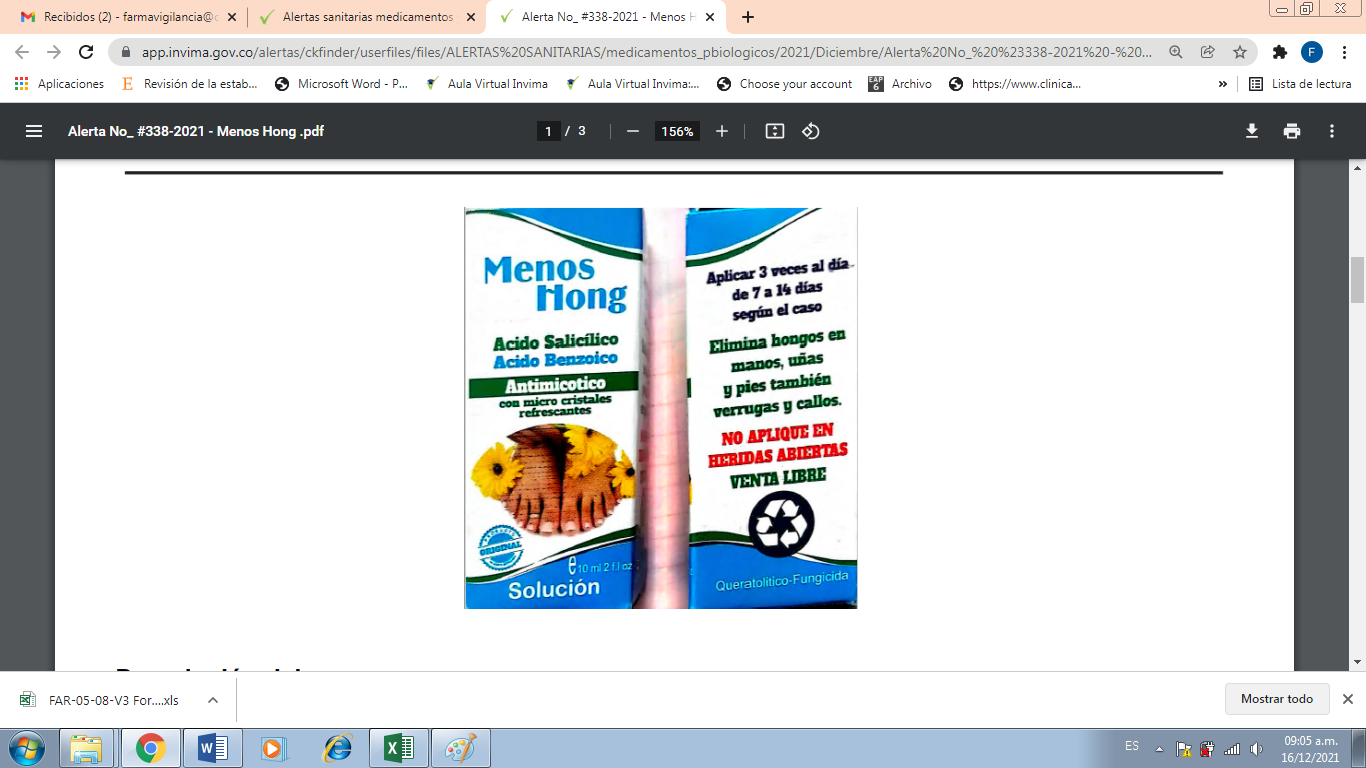 Recibidos (2) - farmavigilancia@c
Alertas sanitarias medicamentos
Alerta No_ #338-2021 - Menos H
app.invima.gov.co/alertas/ckfinder/userfiles/files/ALERTAS%20SANITARIAS/medicamentos_pbiologicos/2021/Diciembre/Alerta%20No_%20%23338-2021%20-%20...
F
Aplicaciones
Revisión de la estab...
Microsoft Word - P...
Aula Virtual Invima
Aula Virtual Invima:...
Choose your account
EAP 6
Archivo
https://www.clinica...
»
Lista de lectura
Alerta No_ #338-2021 - Menos Hong .pdf
1 / 3
156%
Menos
Hong
Acido Salicílico
Acido Benzoico
Antimicotico
con micro cristales
refrescantes
ORIGINAL
e 10 ml 2 f.l oz
Solución
Aplicar 3 veces al día
de 7 a 14 días
según el caso
Elimina hongos en
manos, uñas
y pies también
verrugas y callos.
NO APLIQUE EN
HERIDAS ABIERTAS
VENTA LIBRE
Queratolitico-Fungicida
FAR-05-08-V3 For....xls
Mostrar todo
ES
09:05 a.m.
16/12/2021